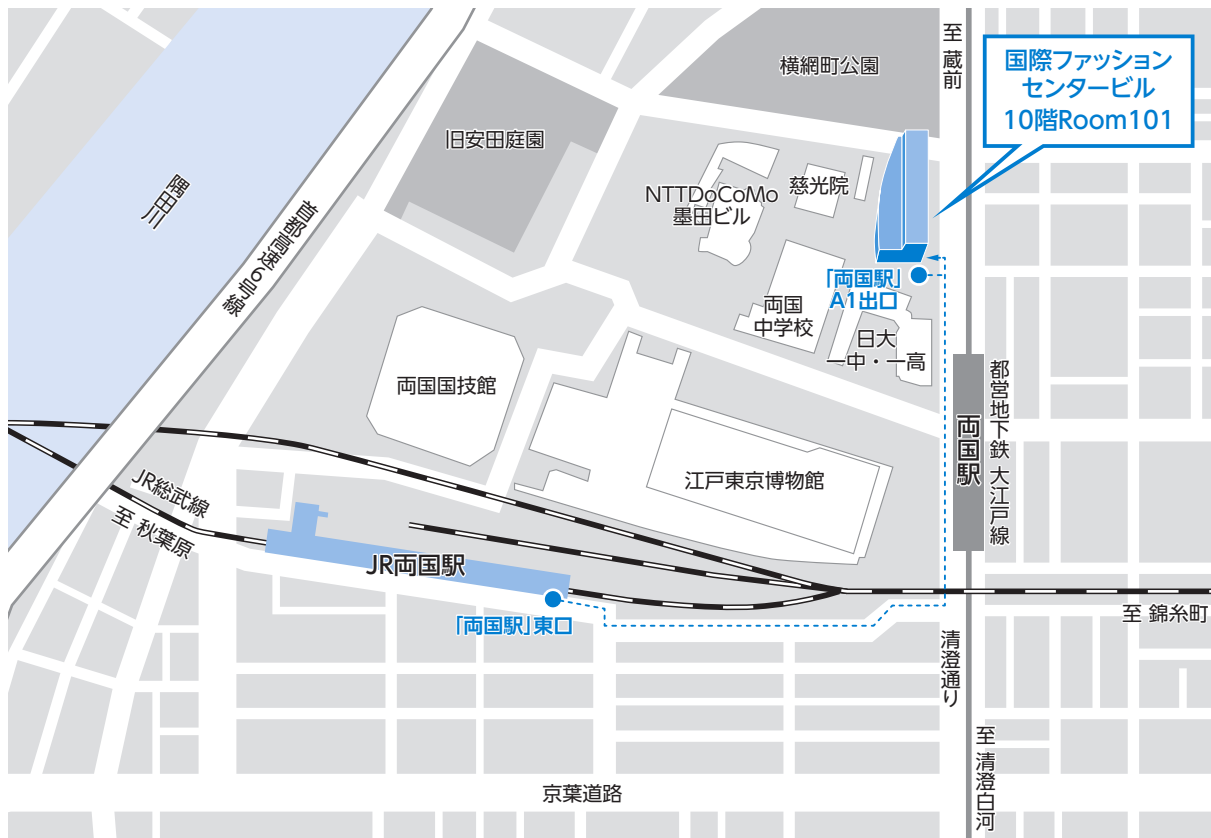 横網町公園
至 蔵前
国際ファッション
センタービル
10階Room101
旧安田庭園
隅田川
首都高速6号線
NTTDoCoMo
墨田ビル
慈光院
「両国駅」
A1出口
両国
中学校
日大
一中・一高
両国国技館
都営地下鉄 大江戸線
両国駅
江戸東京博物館
JR総武線
至 秋葉原
JR両国駅
「両国駅」東口
至 錦糸町
清澄通り
至 清澄白河
京葉道路